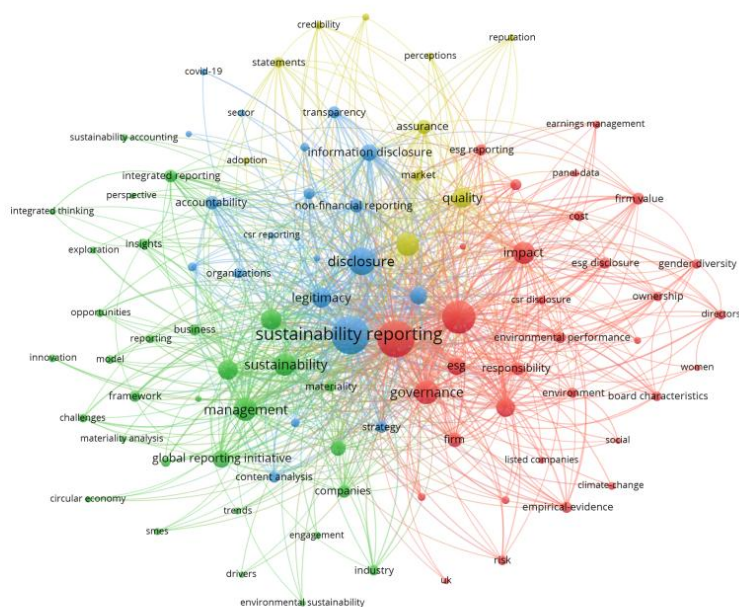 credibility
reputation
statements
perceptions
covid-19
sector
transparency
assurance
earnings management
sustainability accounting
adoption
information disclosure
esg reporting
integrated reporting
market
panel-data
perspective
accountability
non-financial reporting
quality
firm value
integrated thinking
cost
csr reporting
insights
exploration
disclosure
impact
organizations
esg disclosure
gender diversity
opportunities
legitimacy
csr disclosure
ownership
directors
reporting
business
sustainability reporting
environmental performance
innovation
model
sustainability
esg
responsibility
women
materiality
framework
governance
environment
board characteristics
management
challenges
strategy
materiality analysis
firm
social
global reporting initiative
listed companies
content analysis
companies
climate-change
circular economy
trends
empirical-evidence
smes
engagement
drivers
industry
risk
uk
environmental sustainability